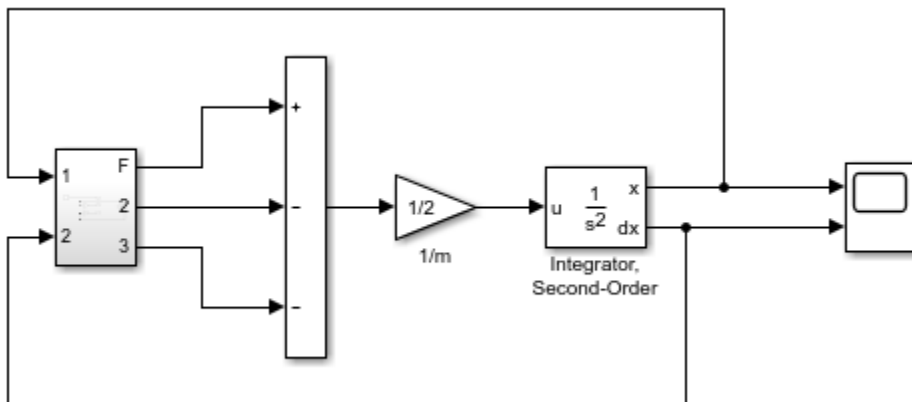 1
2
F
2
3
+
−
−
1/2
1/m
u
1
s2
x
dx
Integrator,
Second-Order